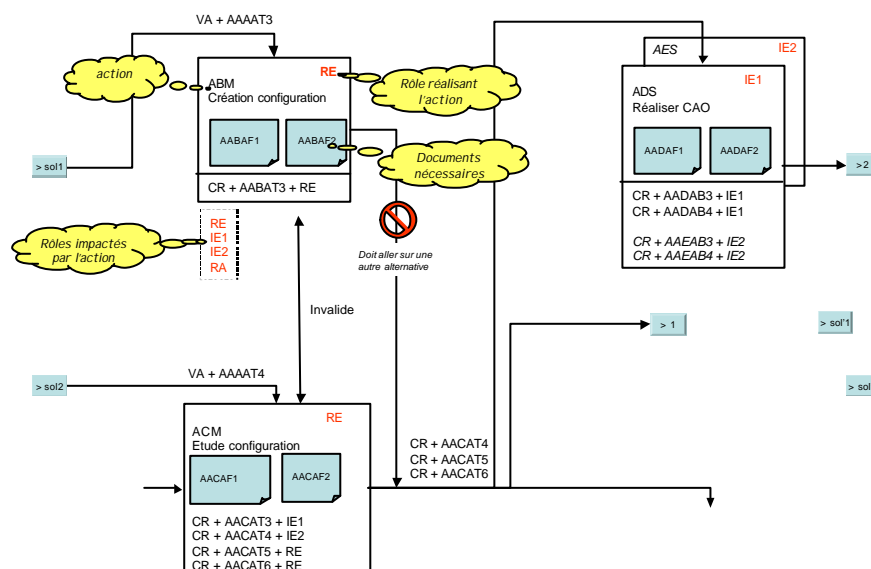 VA + AAAAT3
action
RE
ABM
Création configuration
Rôle réalisant
l'action
AABAF1
AABAF2
Documents
nécessaires
CR + AABAT3 + RE
> sol1
AES
IE2
IE1
ADS
Réaliser CAO
AADAF1
AADAF2
> 2
CR + AADAB3 + IE1
CR + AADAB4 + IE1
CR + AAEAB3 + IE2
CR + AAEAB4 + IE2
Rôles impactés
par l'action
RE
IE1
IE2
RA
Doit aller sur une
autre alternative
Invalide
> 1
> sol'1
> sol2
VA + AAAAT4
> sol
RE
ACM
Etude configuration
AACAF1
AACAF2
CR + AACAT4
CR + AACAT5
CR + AACAT6
CR + AACAT3 + IE1
CR + AACAT4 + IE2
CR + AACAT5 + RE
CR + AACAT6 + RE